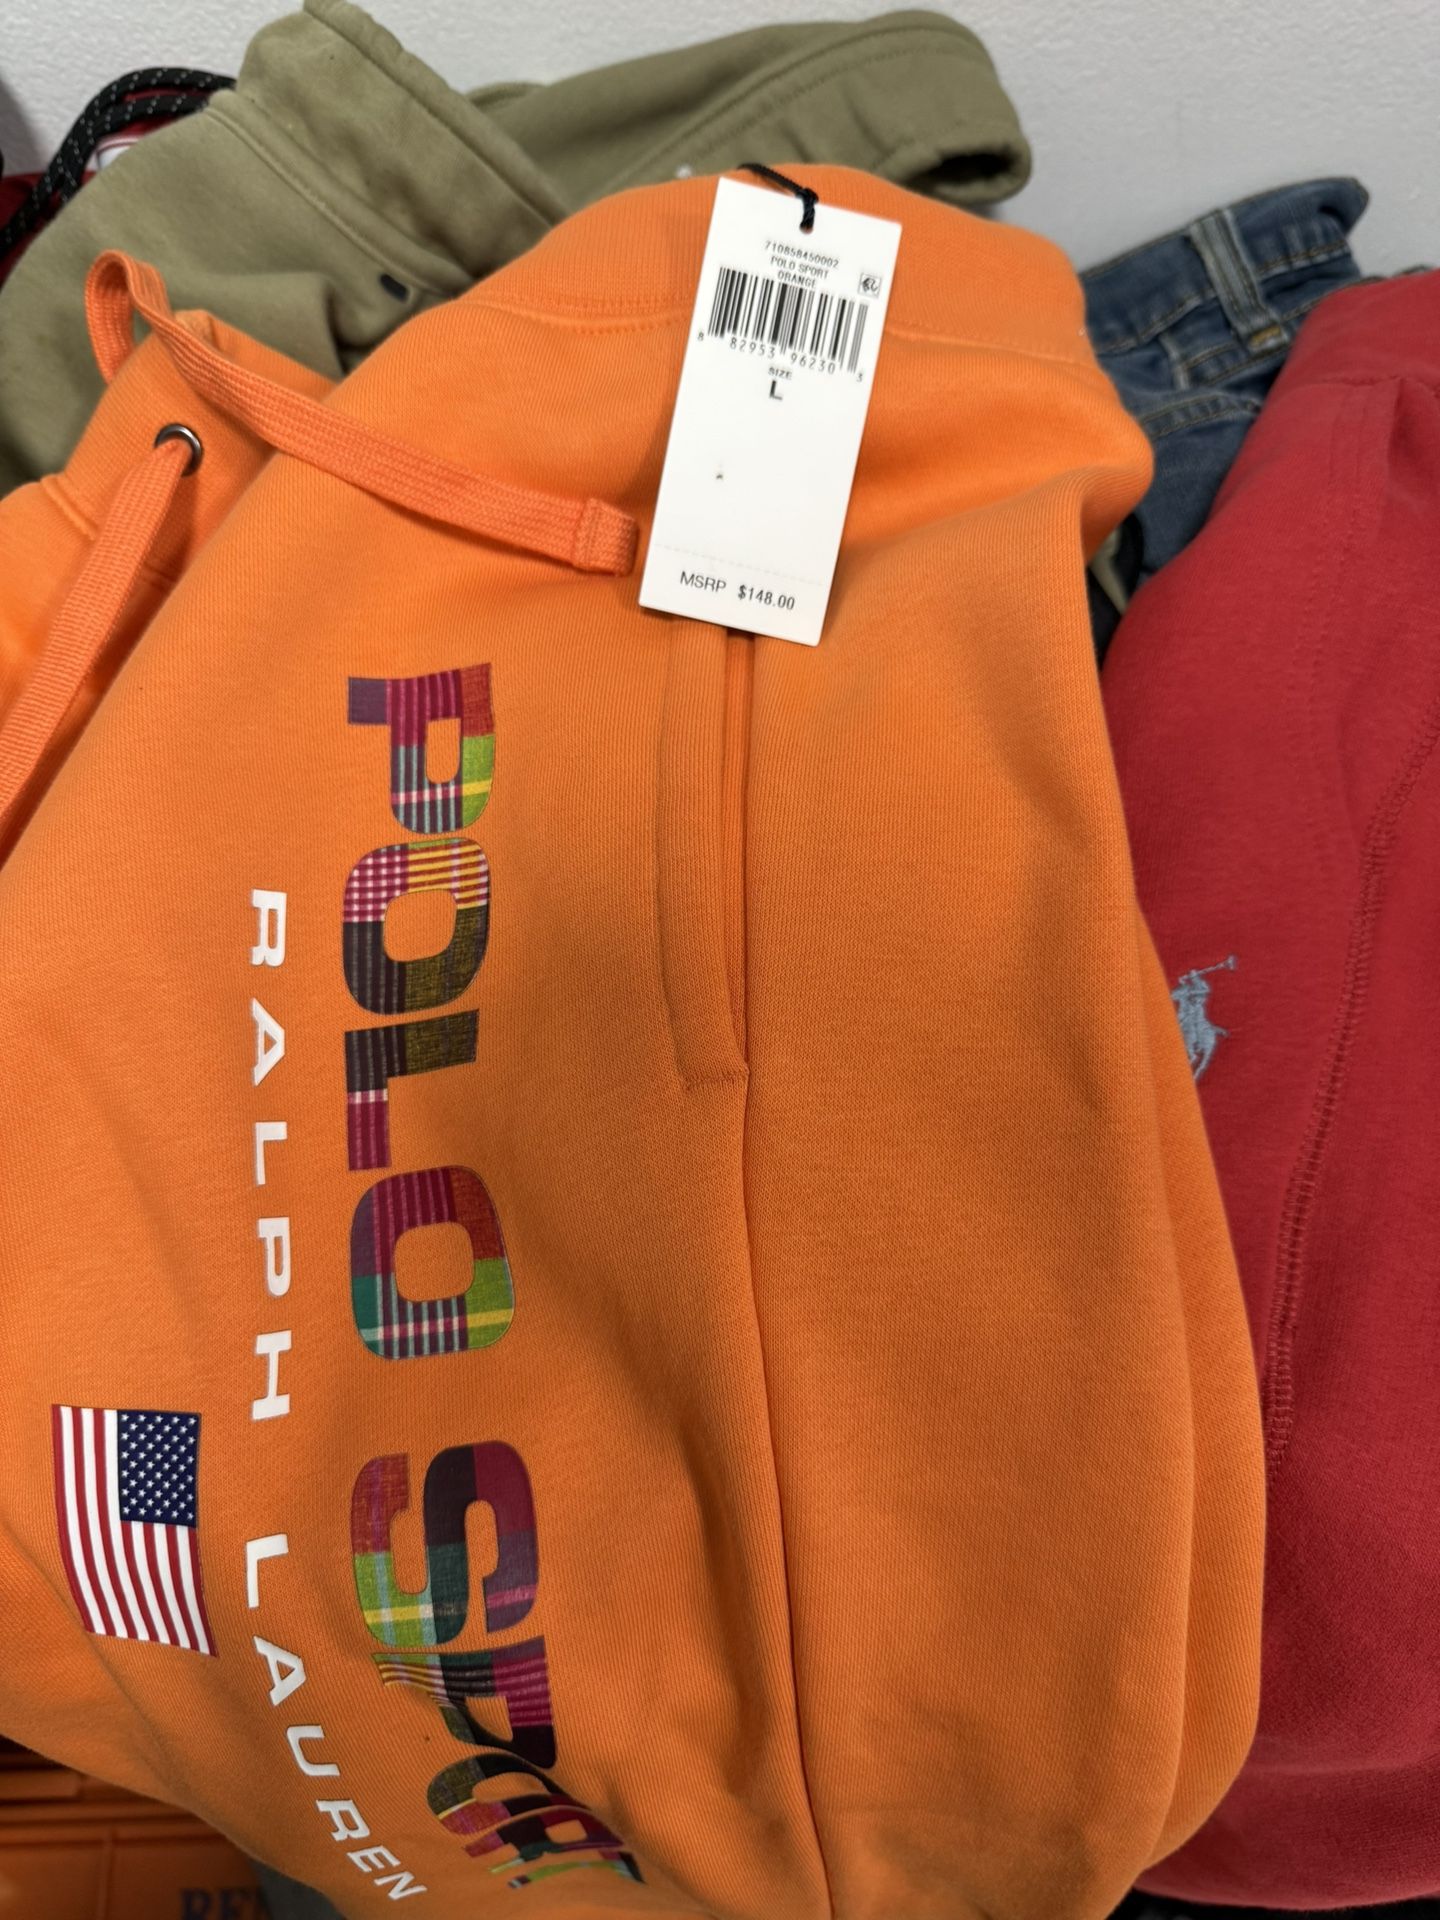 710858450002
POLO SPORT
ORANGE
8 82953 96230 3
SIZE
L
MSRP $148.00
POLO SPORT
RALPH LAUREN